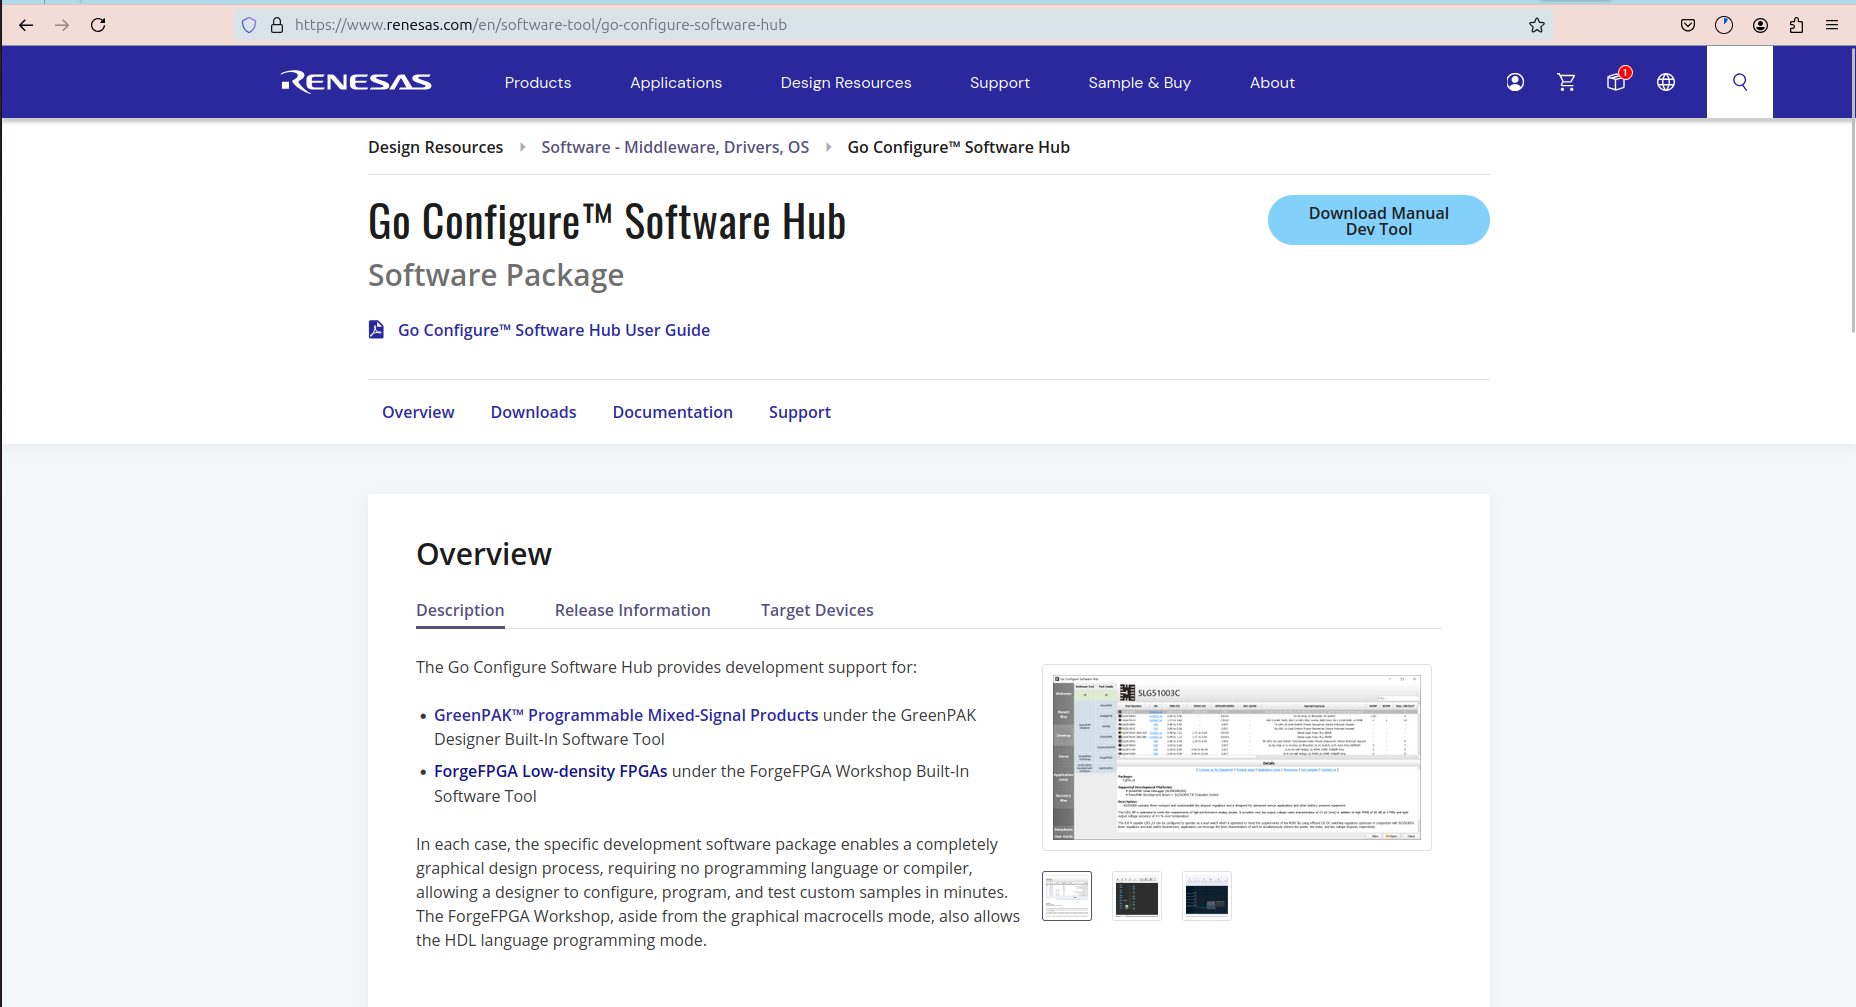 https://www.renesas.com/en/software-tool/go-configure-software-hub
RENESAS
Products
Applications
Design Resources
Support
Sample & Buy
About
1
Design Resources
Software - Middleware, Drivers, OS
Go Configure™ Software Hub
Go Configure™ Software Hub
Download Manual
Dev Tool
Software Package
Go Configure™ Software Hub User Guide
Overview
Downloads
Documentation
Support
Overview
Description
Release Information
Target Devices
The Go Configure Software Hub provides development support for:
• GreenPAK™ Programmable Mixed-Signal Products under the GreenPAK
Designer Built-In Software Tool
• ForgeFPGA Low-density FPGAs under the ForgeFPGA Workshop Built-In
Software Tool
In each case, the specific development software package enables a completely
graphical design process, requiring no programming language or compiler,
allowing a designer to configure, program, and test custom samples in minutes.
The ForgeFPGA Workshop, aside from the graphical macrocells mode, also allows
the HDL language programming mode.
SLG51003C
Details